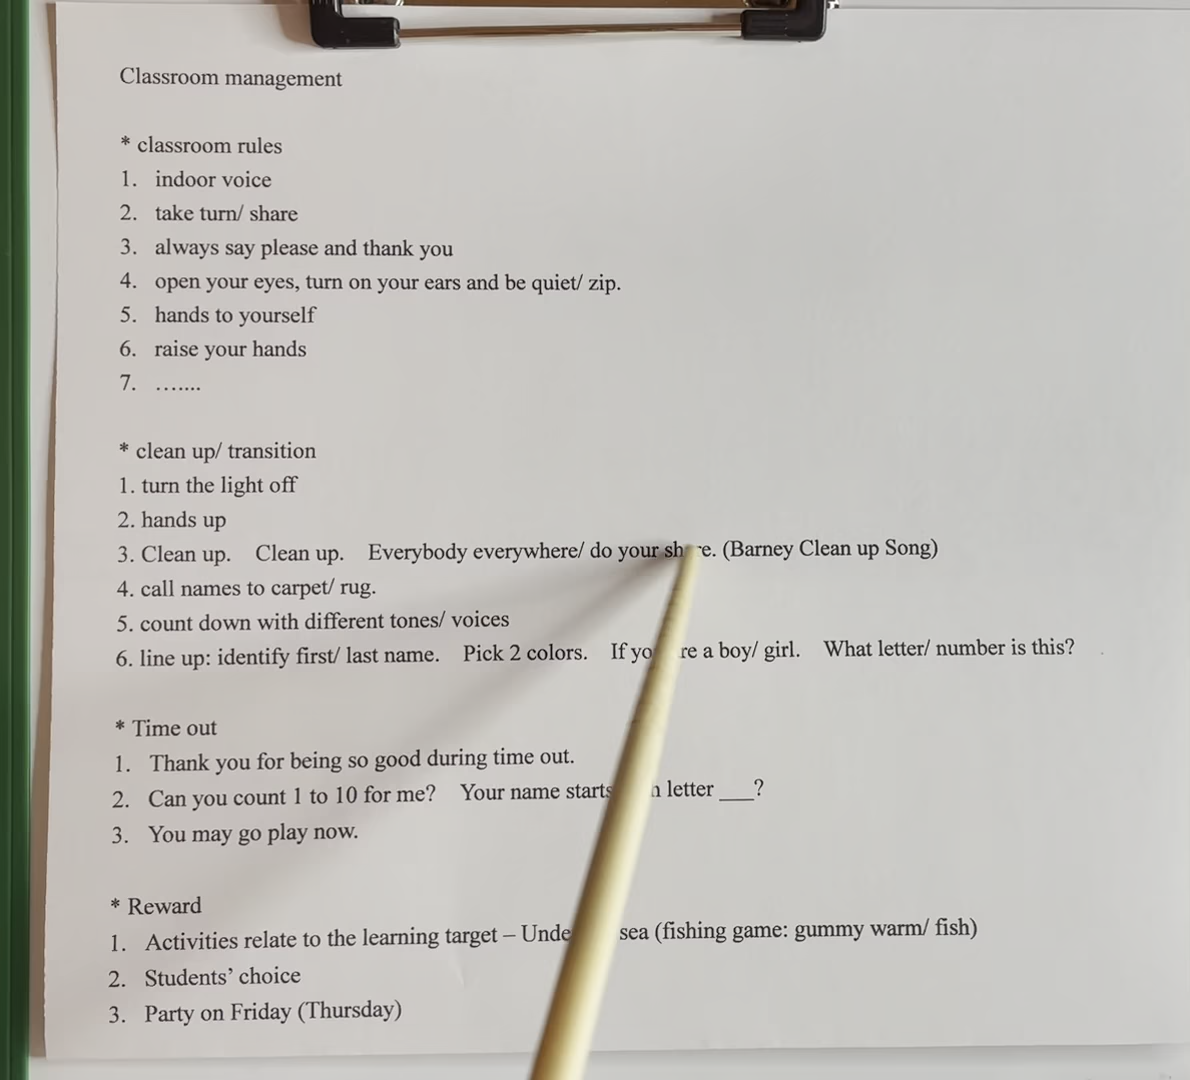 Classroom management
* classroom rules
1. indoor voice
2. take turn/ share
3. always say please and thank you
4. open your eyes, turn on your ears and be quiet/ zip.
5. hands to yourself
6. raise your hands
7. .......
* clean up/ transition
1. turn the light off
2. hands up
3. Clean up. Clean up. Everybody everywhere/ do your share. (Barney Clean up Song)
4. call names to carpet/ rug.
5. count down with different tones/ voices
6. line up: identify first/ last name. Pick 2 colors. If you are a boy/ girl. What letter/ number is this?
* Time out
1. Thank you for being so good during time out.
2. Can you count 1 to 10 for me? Your name starts letter ___?
3. You may go play now.
* Reward
1. Activities relate to the learning target – Under sea (fishing game: gummy warm/ fish)
2. Students’ choice
3. Party on Friday (Thursday)